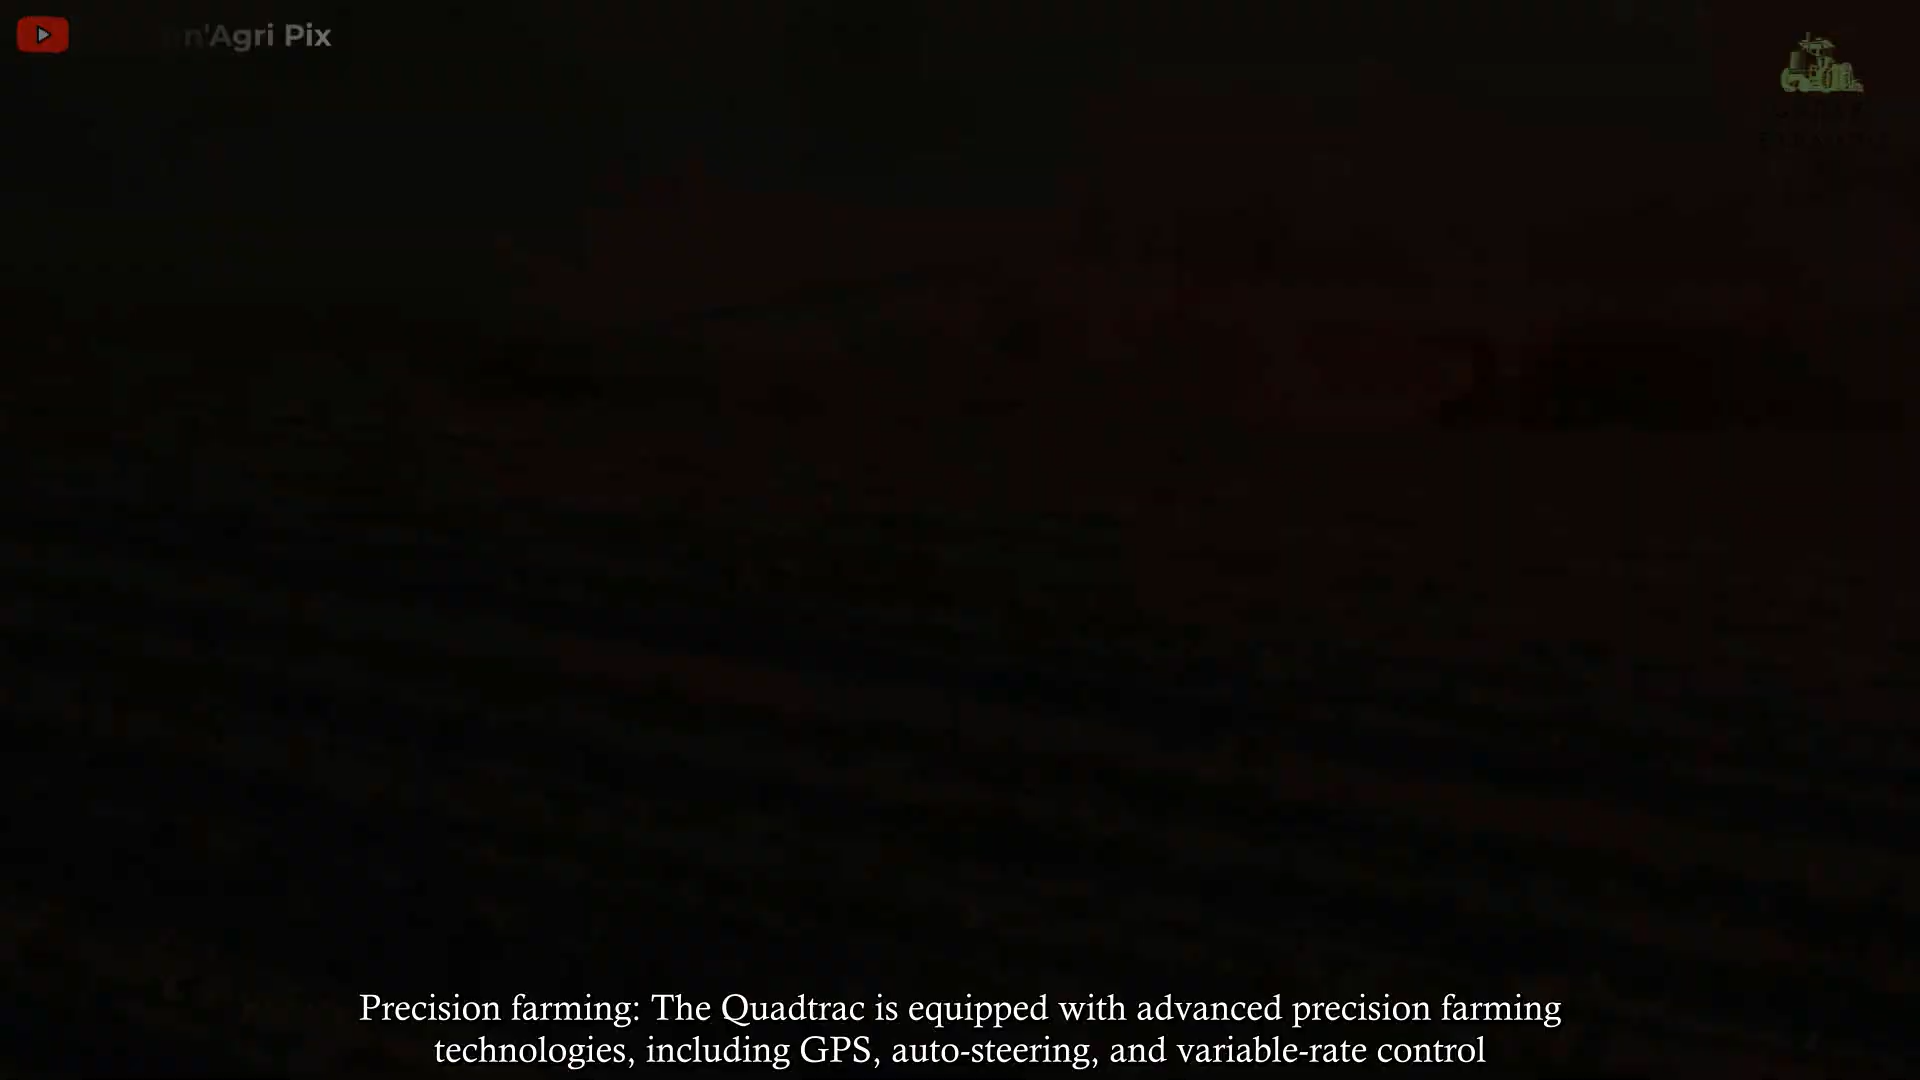 n'Agri Pix
Precision farming: The Quadtrac is equipped with advanced precision farming
technologies, including GPS, auto-steering, and variable-rate control